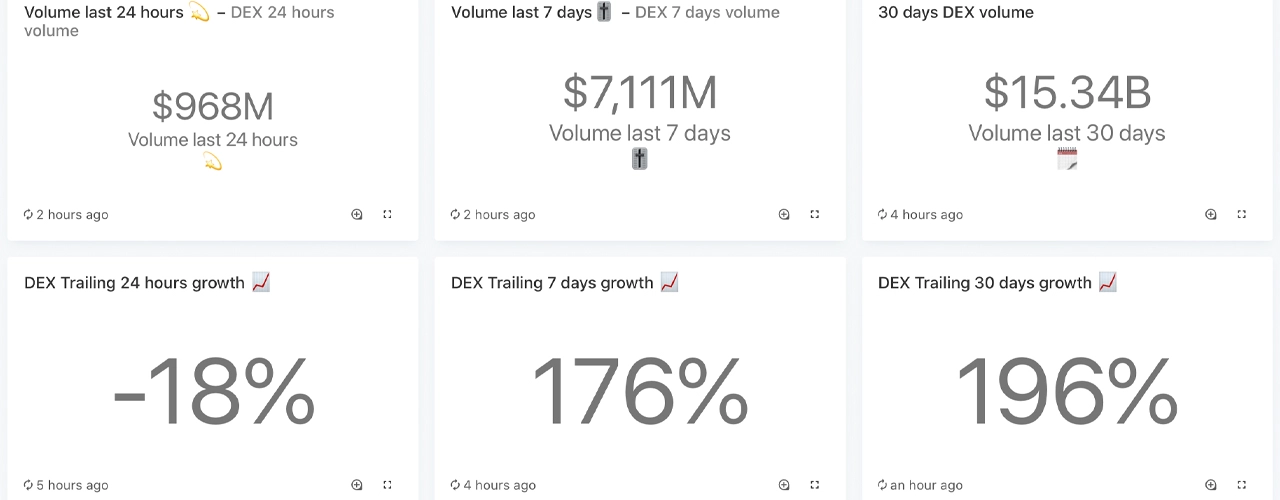 Volume last 24 hours 💫 – DEX 24 hours
volume
$968M
Volume last 24 hours
💫
2 hours ago
Volume last 7 days ✝️ – DEX 7 days volume
$7,111M
Volume last 7 days
✝️
2 hours ago
30 days DEX volume
$15.34B
Volume last 30 days
🗓
4 hours ago
DEX Trailing 24 hours growth 📈
-18%
5 hours ago
DEX Trailing 7 days growth 📈
176%
4 hours ago
DEX Trailing 30 days growth 📈
196%
an hour ago